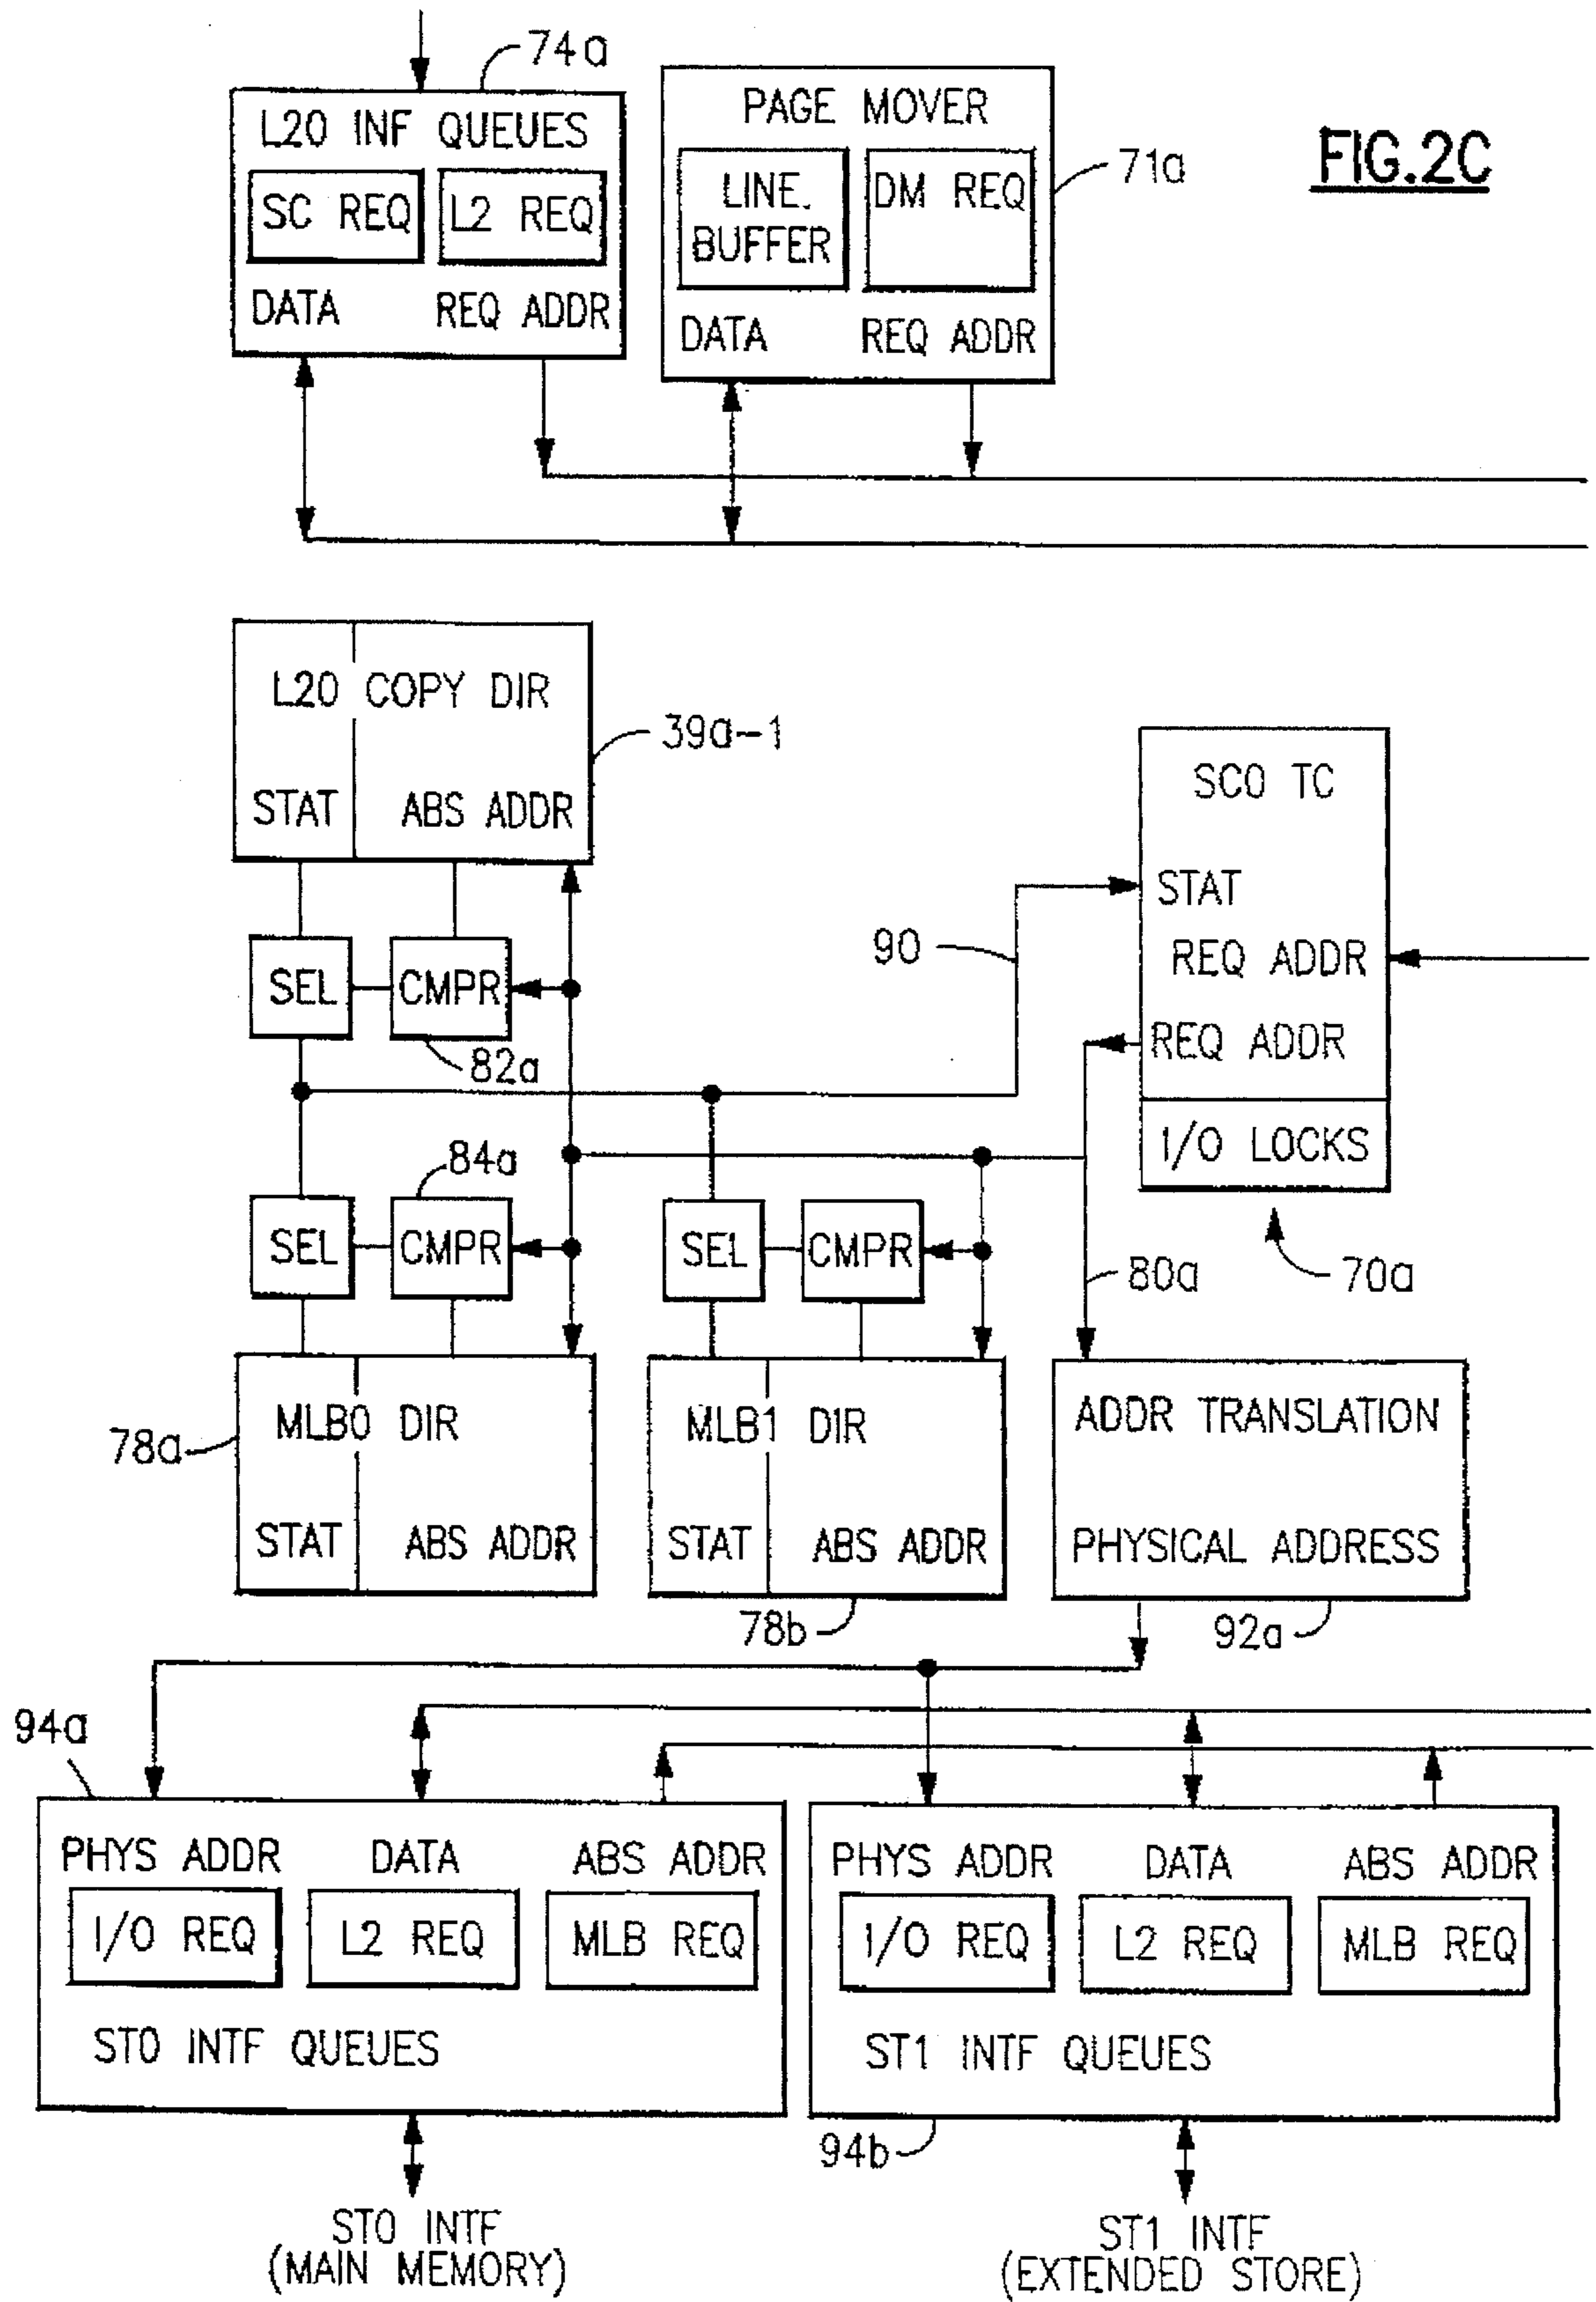 74a
L20 INF QUEUES
SC REQ
L2 REQ
DATA
REQ ADDR
PAGE MOVER
LINE.
BUFFER
DM REQ
DATA
REQ ADDR
71a
FIG.2C
L20 COPY DIR
STAT
ABS ADDR
39a-1
SEL
CMPR
82a
90
SC0 TC
STAT
REQ ADDR
REQ ADDR
I/O LOCKS
70a
84a
SEL
CMPR
SEL
CMPR
80a
MLB0 DIR
STAT
ABS ADDR
78a
MLB1 DIR
STAT
ABS ADDR
78b
ADDR TRANSLATION
PHYSICAL ADDRESS
92a
94a
PHYS ADDR
DATA
ABS ADDR
I/O REQ
L2 REQ
MLB REQ
ST0 INTF QUEUES
PHYS ADDR
DATA
ABS ADDR
I/O REQ
L2 REQ
MLB REQ
ST1 INTF QUEUES
94b
ST0 INTF
(MAIN MEMORY)
ST1 INTF
(EXTENDED STORE)